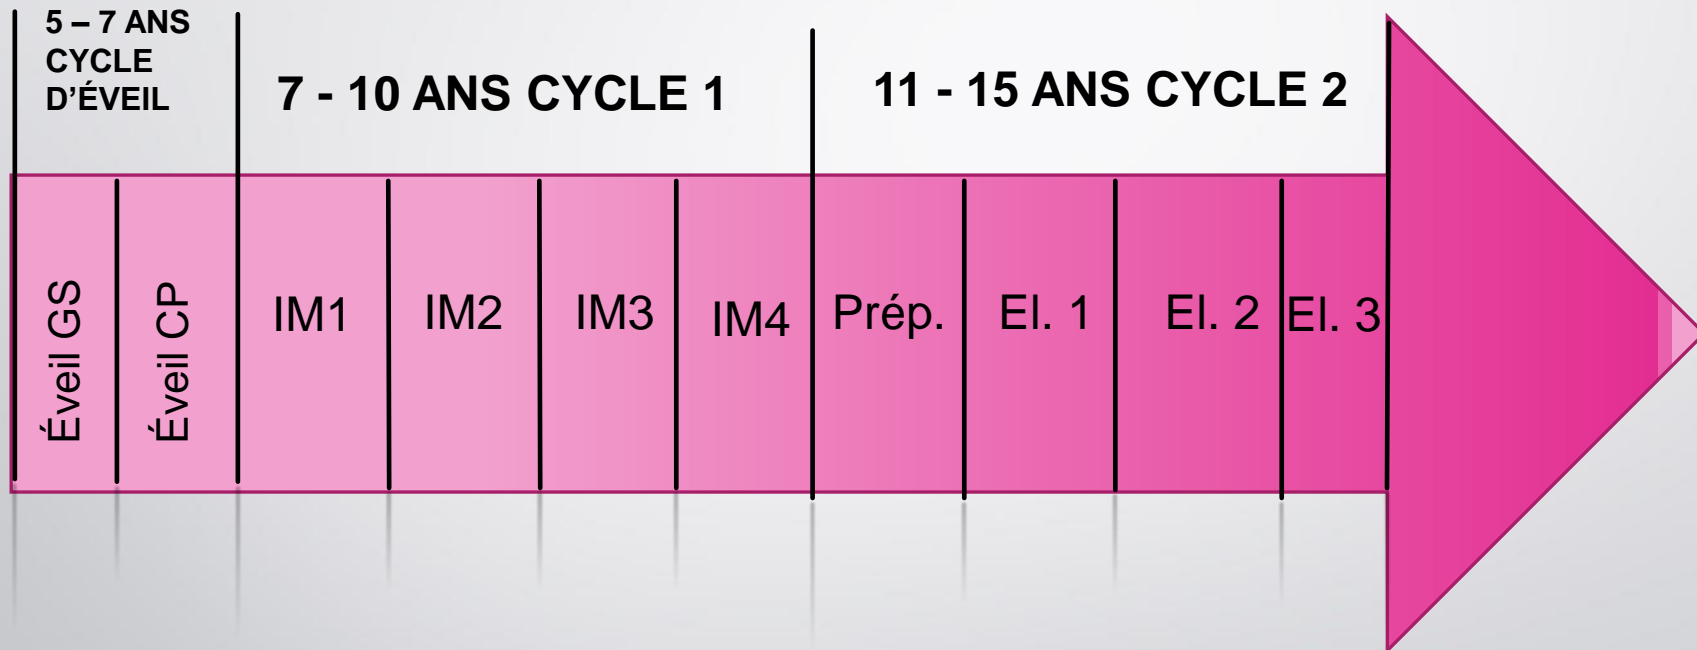 5 – 7 ANS
CYCLE
D'ÉVEIL
7 - 10 ANS CYCLE 1
11 - 15 ANS CYCLE 2
Éveil GS
Éveil CP
IM1
IM2
IM3
IM4
Prép.
El. 1
El. 2
El. 3